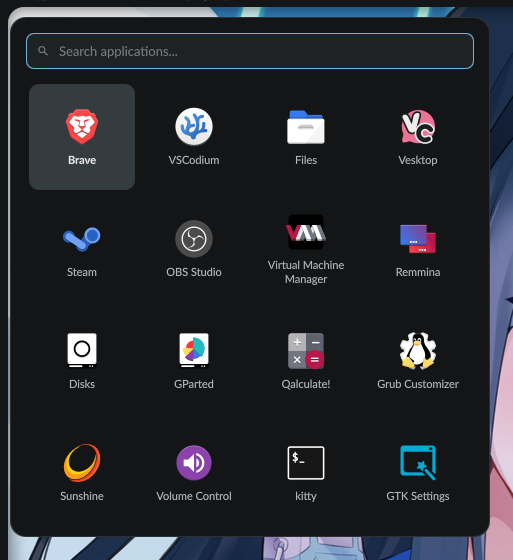 Search applications...
Brave
VSCodium
Files
Vesktop
Steam
OBS Studio
Virtual Machine
Manager
Remmina
Disks
GParted
Qalculate!
Grub Customizer
$_
Sunshine
Volume Control
kitty
GTK Settings